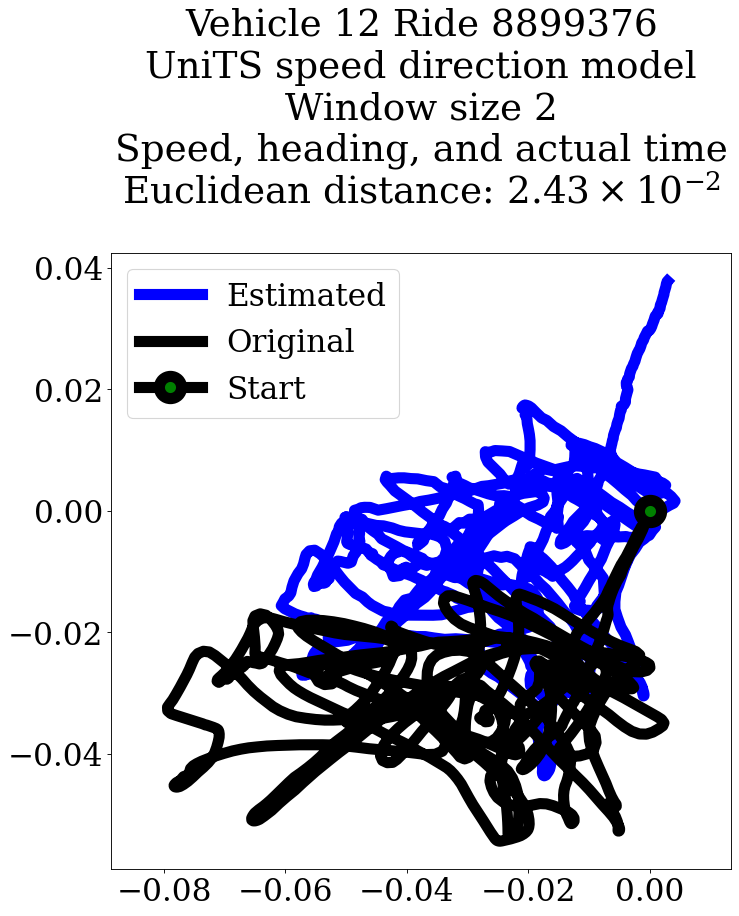 Vehicle 12 Ride 8899376
UniTS speed direction model
Window size 2
Speed, heading, and actual time
Euclidean distance: 2.43 × 10⁻²
Estimated
Original
Start
0.04
0.02
0.00
−0.02
−0.04
−0.08 −0.06 −0.04 −0.02 0.00